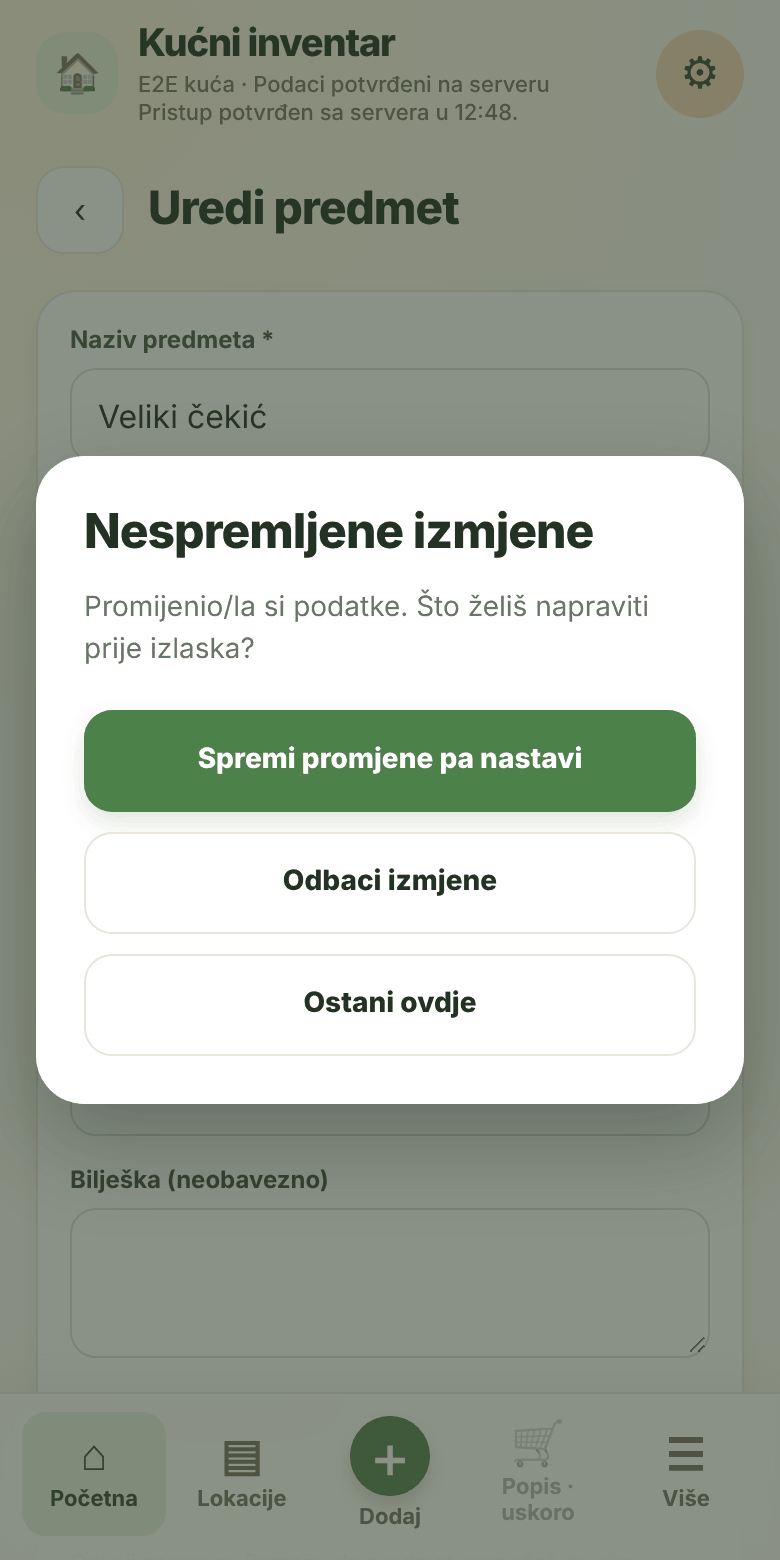 Kućni inventar
E2E kuća · Podaci potvrđeni na serveru
Pristup potvrđen sa servera u 12:48.
Uredi predmet
Naziv predmeta *
Veliki čekić
Nespremljene izmjene
Promijenio/la si podatke. Što želiš napraviti
prije izlaska?
Spremi promjene pa nastavi
Odbaci izmjene
Ostani ovdje
Bilješka (neobavezno)
Početna
Lokacije
Dodaj
Popis ·
uskoro
Više